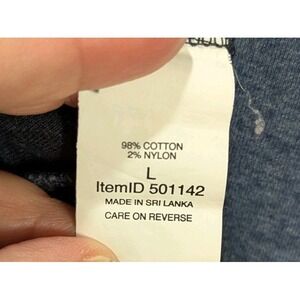 98% COTTON
2% NYLON
L
ItemID 501142
MADE IN SRI LANKA
CARE ON REVERSE